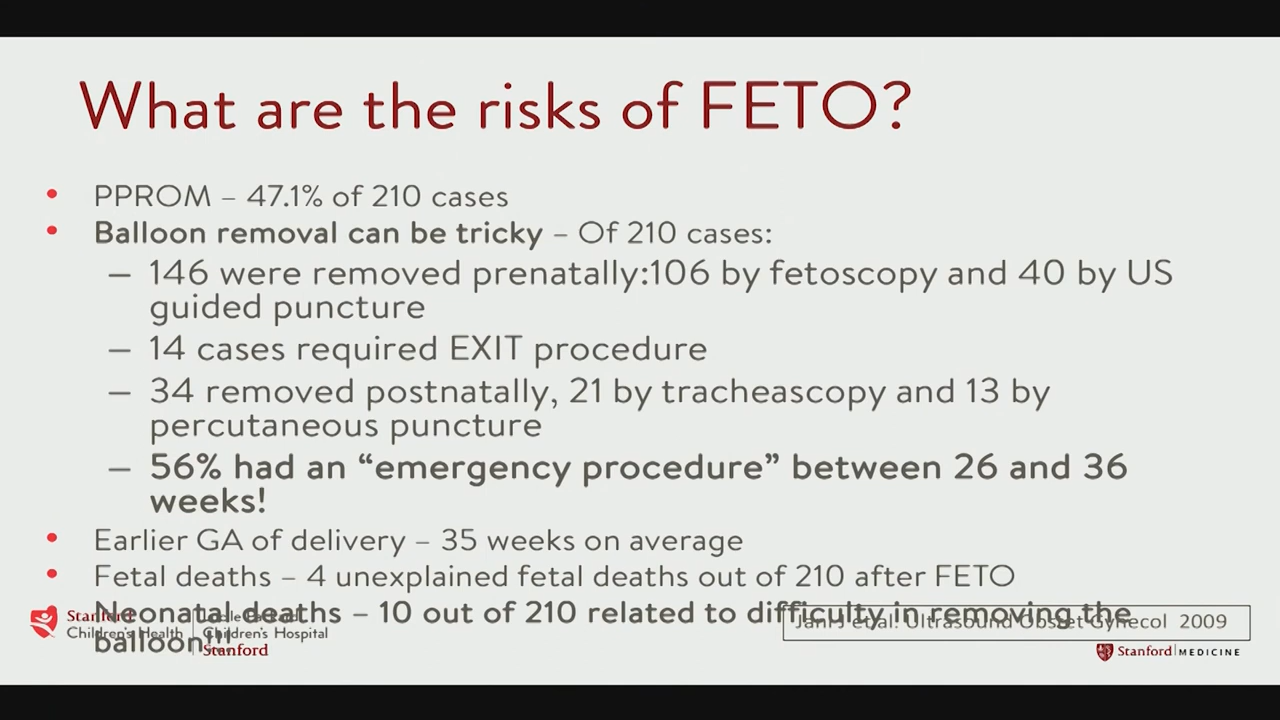 What are the risks of FETO?
• PPROM – 47.1% of 210 cases
• Balloon removal can be tricky – Of 210 cases:
– 146 were removed prenatally:106 by fetoscopy and 40 by US
guided puncture
– 14 cases required EXIT procedure
– 34 removed postnatally, 21 by tracheascopy and 13 by
percutaneous puncture
– 56% had an “emergency procedure” between 26 and 36
weeks!
• Earlier GA of delivery – 35 weeks on average
• Fetal deaths – 4 unexplained fetal deaths out of 210 after FETO
Neonatal deaths – 10 out of 210 related to difficulty in removing the
balloon!!!
Stanford
Children's Health
Lucile Packard
Children's Hospital
Stanford
Jani J et al. Ultrasound Obstet Gynecol 2009
Stanford MEDICINE